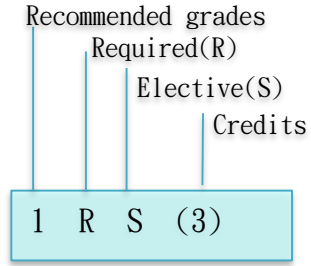 Recommended grades
Required(R)
Elective(S)
Credits
1 R S (3)